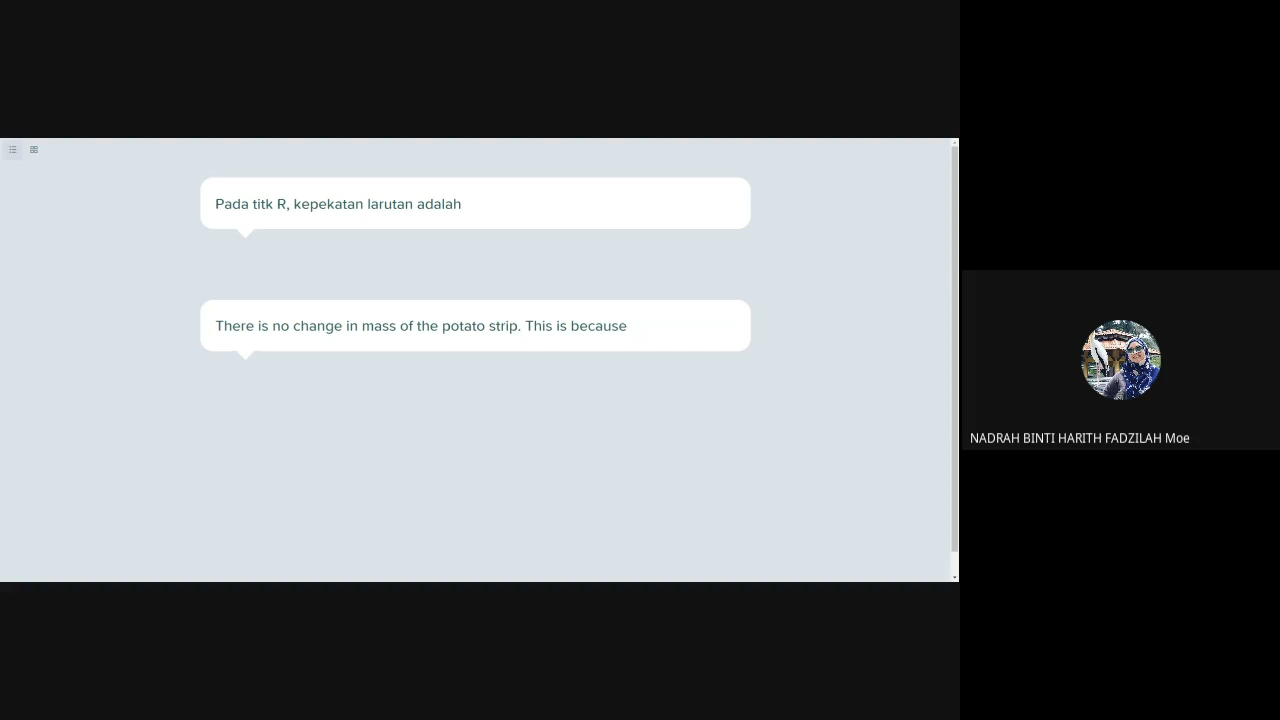 Pada titk R, kepekatan larutan adalah
There is no change in mass of the potato strip. This is because
NADRAH BINTI HARITH FADZILAH Moe